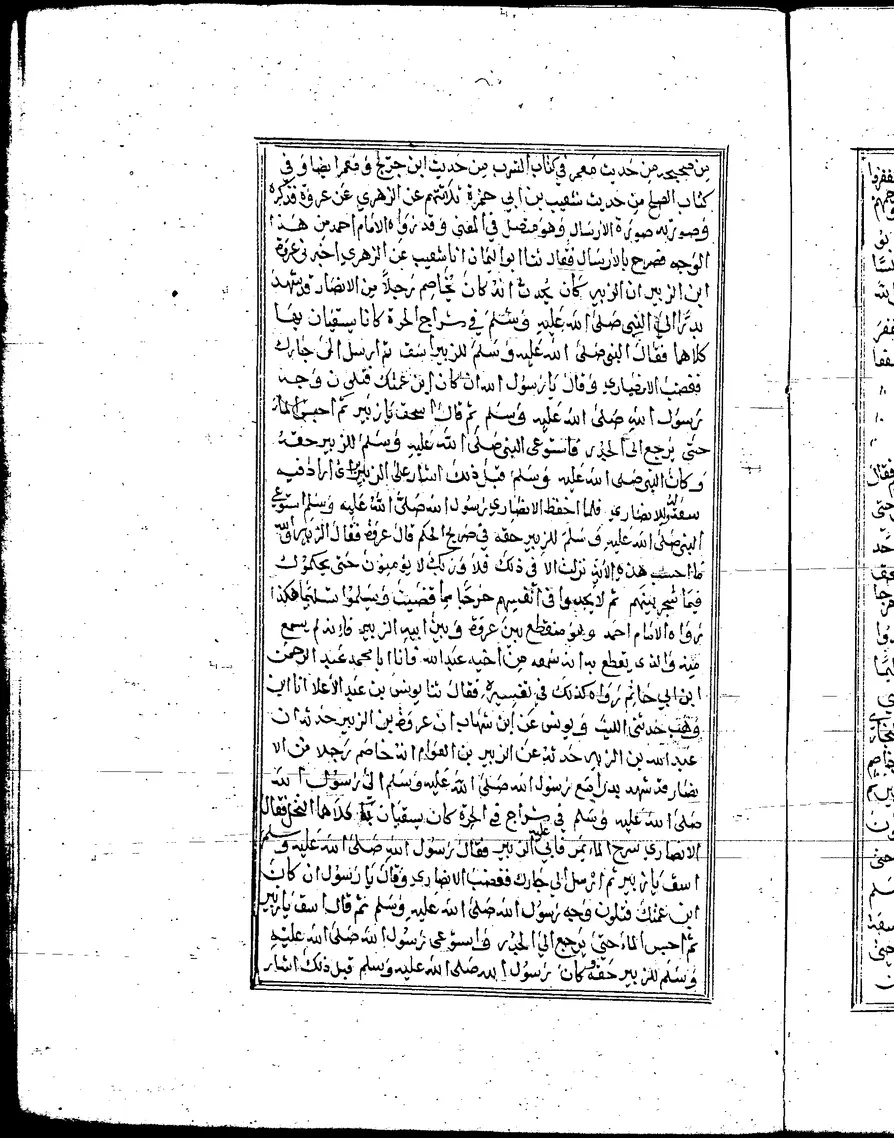 من صحيحه من حديث معمر في كتاب الشرب من حديث ابن جريج ومعمر ايضا وفي
كتاب الصلح من حديث شعيب بن ابي حمزة ثلاثتهم عن الزهري عن عروة فذكره
وصورته صورة الارسال وهو متصل في المعنى وقد رواه الامام احمد من هذا
الوجه فصرح بالارسال فقال ثنا ابو اليمان انا شعيب عن الزهري اخبرني عروة
ابن الزبير ان الزبير كان يحدث انه كان يخاصم رجلا من الانصار قد شهد
بدرا الى النبي صلى الله عليه وسلم في شراج الحرة كانا يسقيان بها
كلاهما فقال النبي صلى الله عليه وسلم للزبير اسق ثم ارسل الى جارك
فغضب الانصاري وقال يا رسول الله ان كان ابن عمتك فتلون وجه
رسول الله صلى الله عليه وسلم ثم قال اسق يا زبير ثم احبس الماء
حتى يرجع الى الجدر فاستوعى النبي صلى الله عليه وسلم للزبير حقه
وكان النبي صلى الله عليه وسلم قبل ذلك اشار على الزبير براي اراد فيه
سعة له وللانصاري فلما احفظ الانصاري رسول الله صلى الله عليه وسلم استوعى
النبي صلى الله عليه وسلم للزبير حقه في صريح الحكم قال عروة فقال الزبير والله
ما احسب هذه الاية نزلت الا في ذلك فلا وربك لا يؤمنون حتى يحكموك
فيما شجر بينهم ثم لا يجدوا في انفسهم حرجا مما قضيت ويسلموا تسليما هكذا
رواه الامام احمد وهو منقطع بين عروة وبين ابيه الزبير فانه لم يسمع
منه والذي يقطع به انه سمعه من اخيه عبد الله فان ابا محمد عبد الرحمن
ابن ابي حاتم رواه كذلك في تفسيره فقال ثنا يونس بن عبد الاعلا انا ابن
وهب حدثني الليث ويونس عن ابن شهاب ان عروة بن الزبير حدثه ان
عبد الله بن الزبير حدثه عن الزبير بن العوام انه خاصم رجلا من الا
نصار قد شهد بدرا مع رسول الله صلى الله عليه وسلم الى رسول الله
صلى الله عليه وسلم في شراج في الحرة كان يسقيان به كلاهما النخل فقال
الانصاري سرح الماء يمر فابى عليه الزبير فقال رسول الله صلى الله عليه وسلم
اسق يا زبير ثم ارسل الى جارك فغضب الانصاري وقال يا رسول ان كان
ابن عمتك فتلون وجه رسول الله صلى الله عليه وسلم ثم قال اسق يا زبير
ثم احبس الماء حتى يرجع الى الجدر واستوعى رسول الله صلى الله عليه
وسلم للزبير حقه وكان رسول الله صلى الله عليه وسلم قبل ذلك اشار